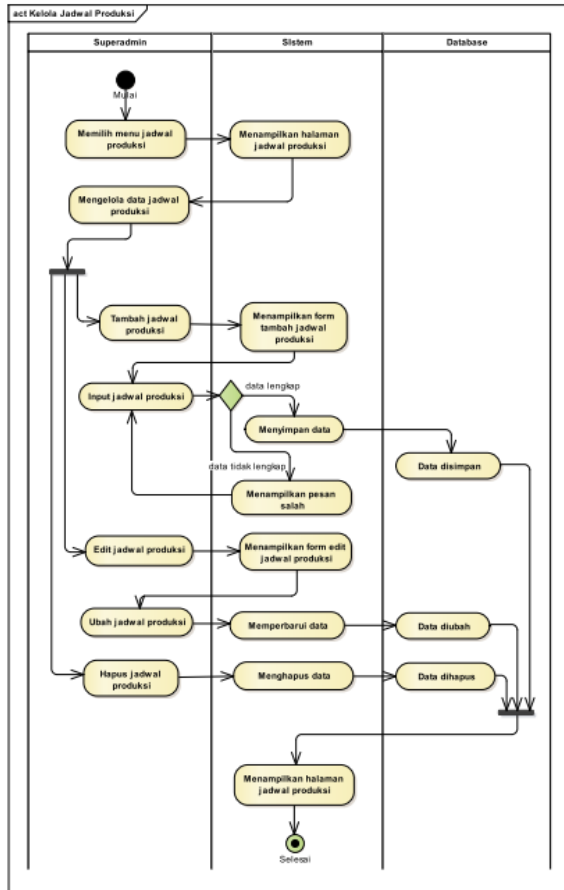 act Kelola Jadwal Produksi
Superadmin
SIstem
Database
Mulai
Memilih menu jadwal
produksi
Menampilkan halaman
jadwal produksi
Mengelola data jadwal
produksi
Tambah jadwal
produksi
Menampilkan form
tambah jadwal
produksi
Input jadwal produksi
data lengkap
Menyimpan data
Data disimpan
data tidak lengkap
Menampilkan pesan
salah
Edit jadwal produksi
Menampilkan form edit
jadwal produksi
Ubah jadwal produksi
Memperbarui data
Data diubah
Hapus jadwal
produksi
Menghapus data
Data dihapus
Menampilkan halaman
jadwal produksi
Selesai